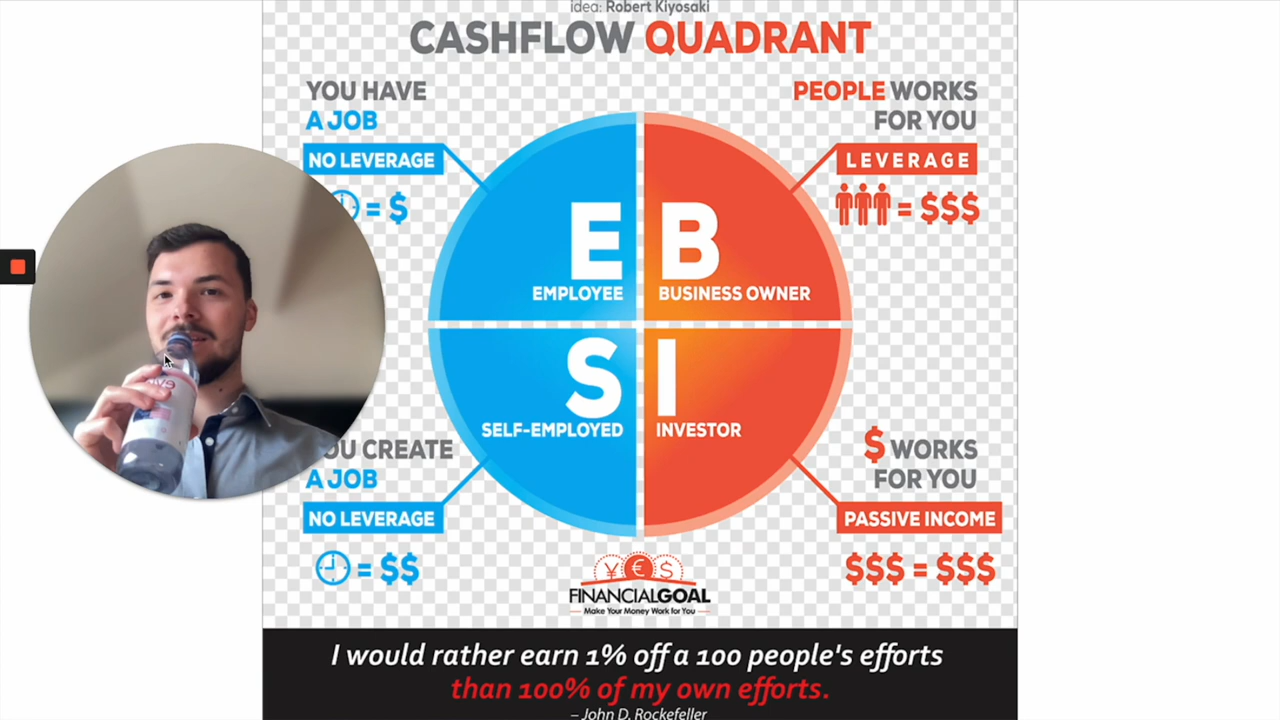 idea: Robert Kiyosaki
CASHFLOW QUADRANT
YOU HAVE
A JOB
NO LEVERAGE
= $
PEOPLE WORKS
FOR YOU
LEVERAGE
= $$$
E
EMPLOYEE
B
BUSINESS OWNER
S
SELF-EMPLOYED
I
INVESTOR
OU CREATE
A JOB
NO LEVERAGE
= $$
$ WORKS
FOR YOU
PASSIVE INCOME
$$$ = $$$
¥ € $
FINANCIALGOAL
Make Your Money Work for You
I would rather earn 1% off a 100 people's efforts
than 100% of my own efforts.
– John D. Rockefeller